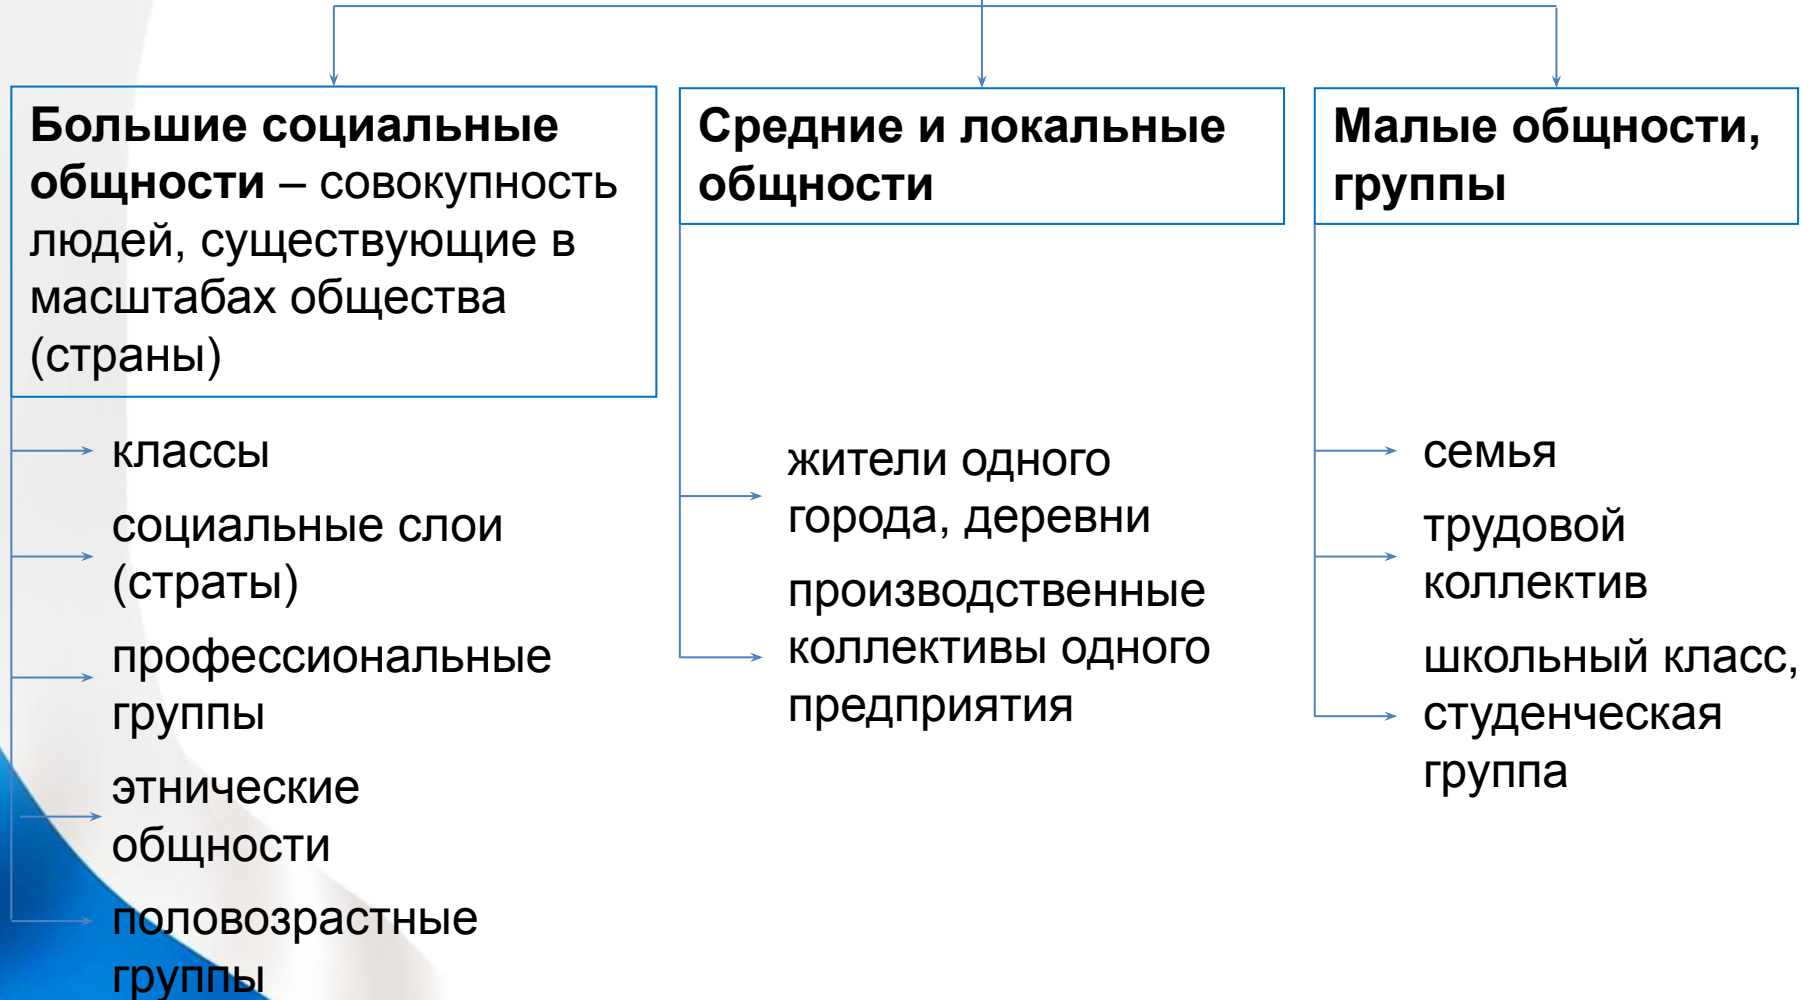 Большие социальные
общности – совокупность
людей, существующие в
масштабах общества
(страны)
классы
социальные слои
(страты)
профессиональные
группы
этнические
общности
половозрастные
группы
Средние и локальные
общности
жители одного
города, деревни
производственные
коллективы одного
предприятия
Малые общности,
группы
семья
трудовой
коллектив
школьный класс,
студенческая
группа